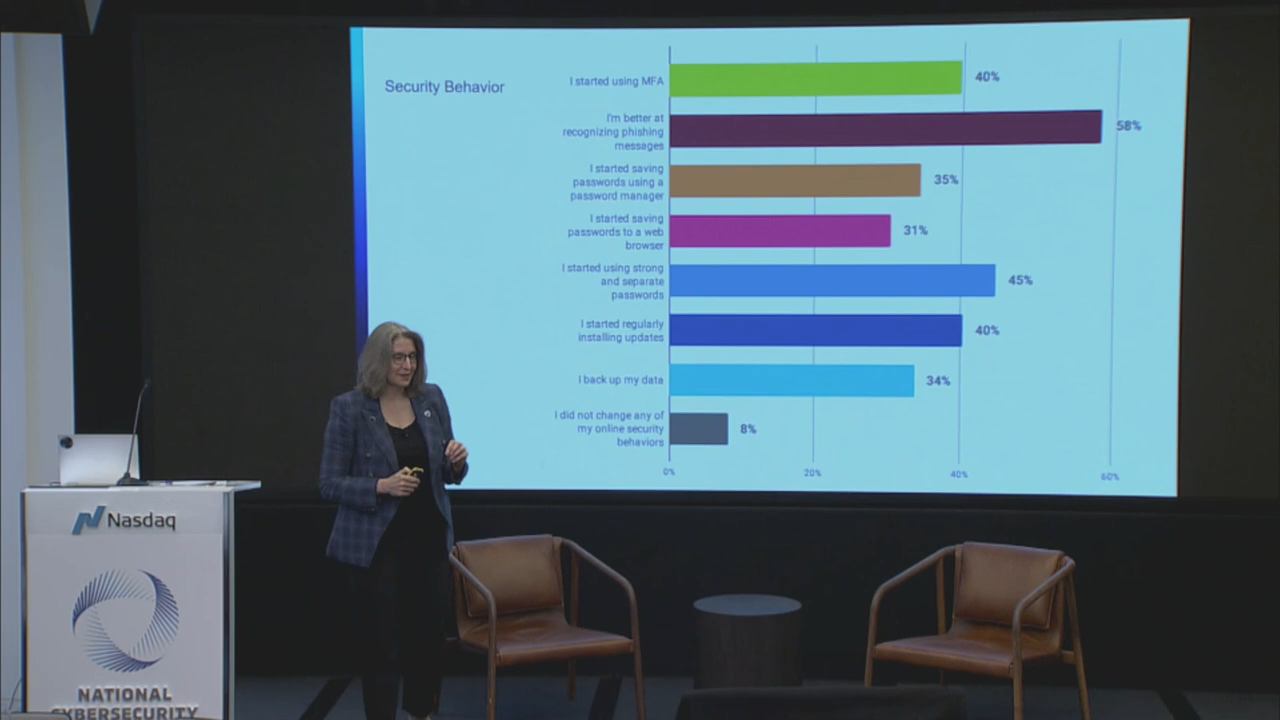 Security Behavior
I started using MFA
40%
I'm better at
recognizing phishing
messages
58%
I started saving
passwords using a
password manager
35%
I started saving
passwords to a web
browser
31%
I started using strong
and separate
passwords
45%
I started regularly
installing updates
40%
I back up my data
34%
I did not change any of
my online security
behaviors
8%
0%
20%
40%
60%
Nasdaq
NATIONAL
CYBERSECURITY